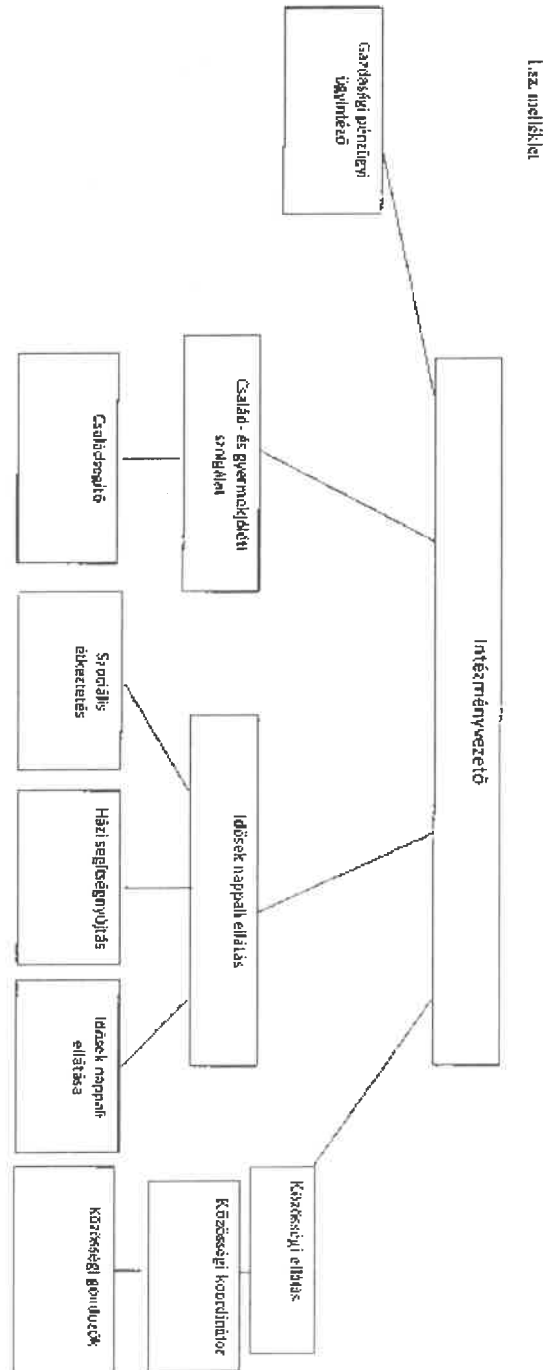 1.sz. melléklet
Intézményvezető
Gazdasági pénzügyi
ügyintéző
Család - és gyermekjóléti
szolgálat
Idősek nappali ellátás
Közösségi ellátás
Közösségi koordinátor
Családsegítő
Szociális
étkeztetés
Házi segítségnyújtás
Idősek nappali
ellátása
Közösségi gondozók